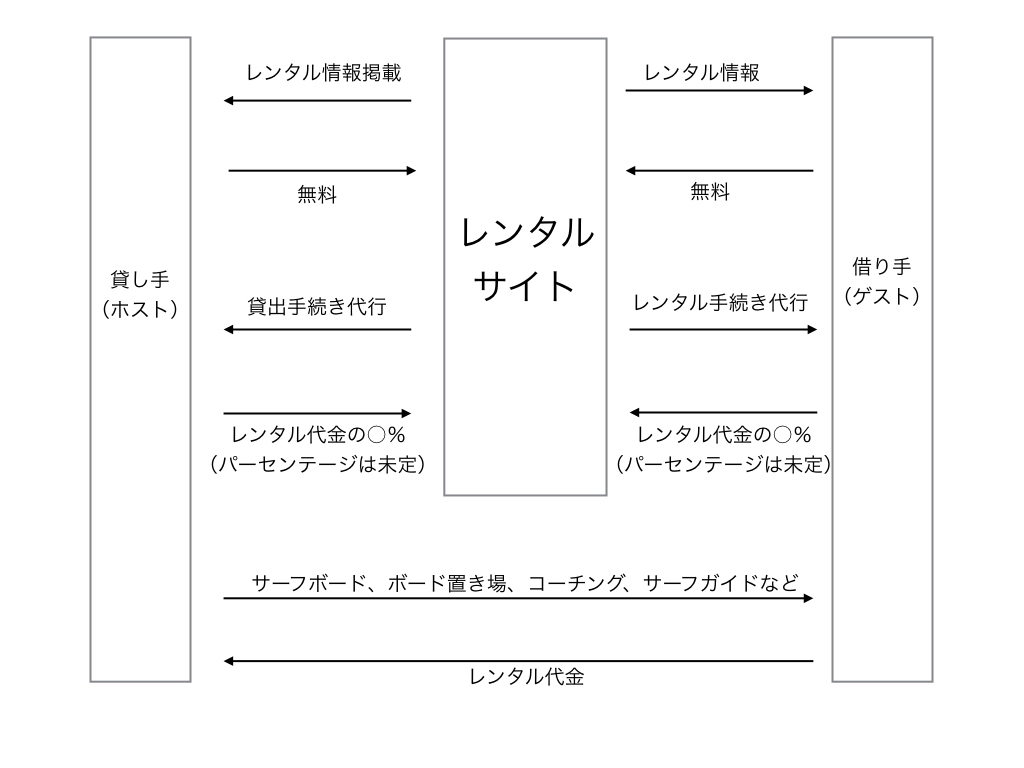 レンタル情報掲載
レンタル情報
無料
無料
レンタル
サイト
貸し手
（ホスト）
借り手
（ゲスト）
貸出手続き代行
レンタル手続き代行
レンタル代金の〇％
（パーセンテージは未定）
レンタル代金の〇％
（パーセンテージは未定）
サーフボード、ボード置き場、コーチング、サーフガイドなど
レンタル代金